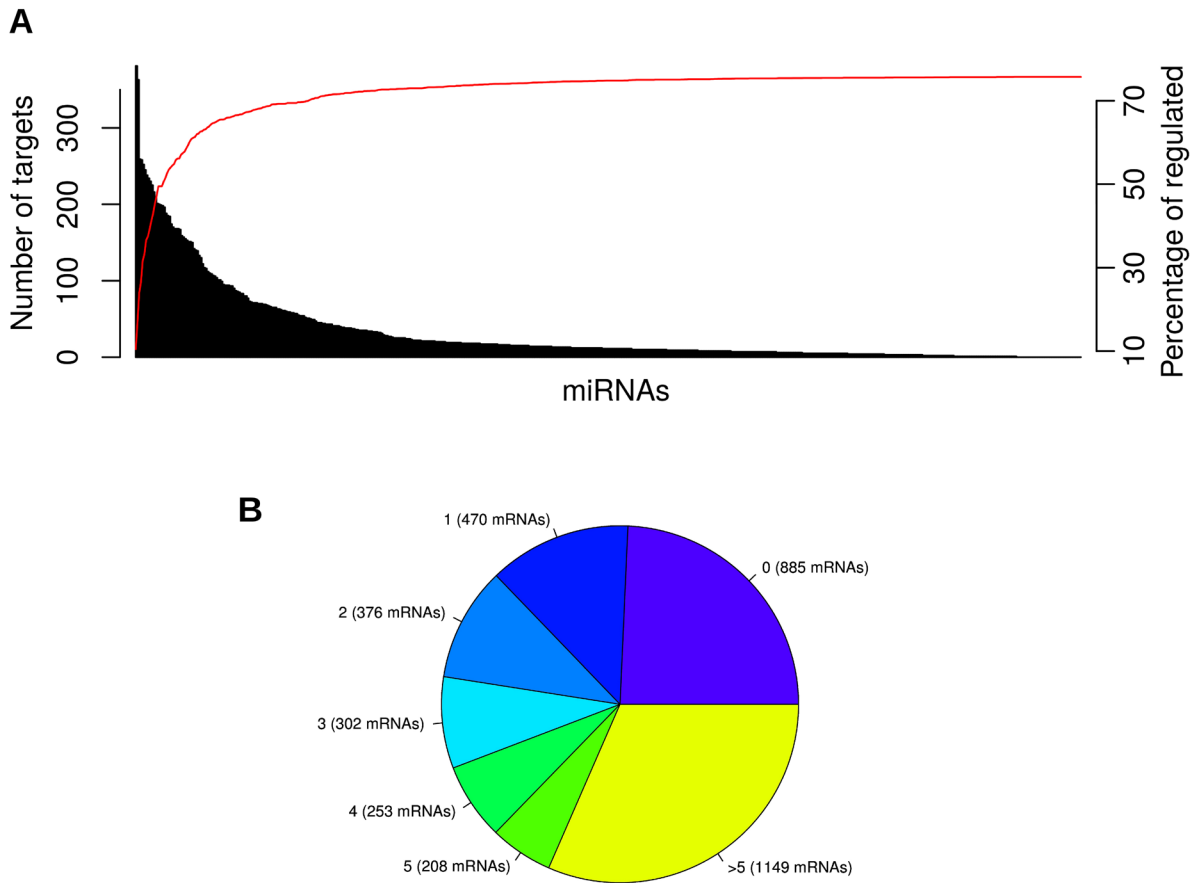 A
Number of targets
0
100
200
300
miRNAs
10
30
50
70
Percentage of regulated
B
1 (470 mRNAs)
0 (885 mRNAs)
2 (376 mRNAs)
3 (302 mRNAs)
4 (253 mRNAs)
5 (208 mRNAs)
>5 (1149 mRNAs)